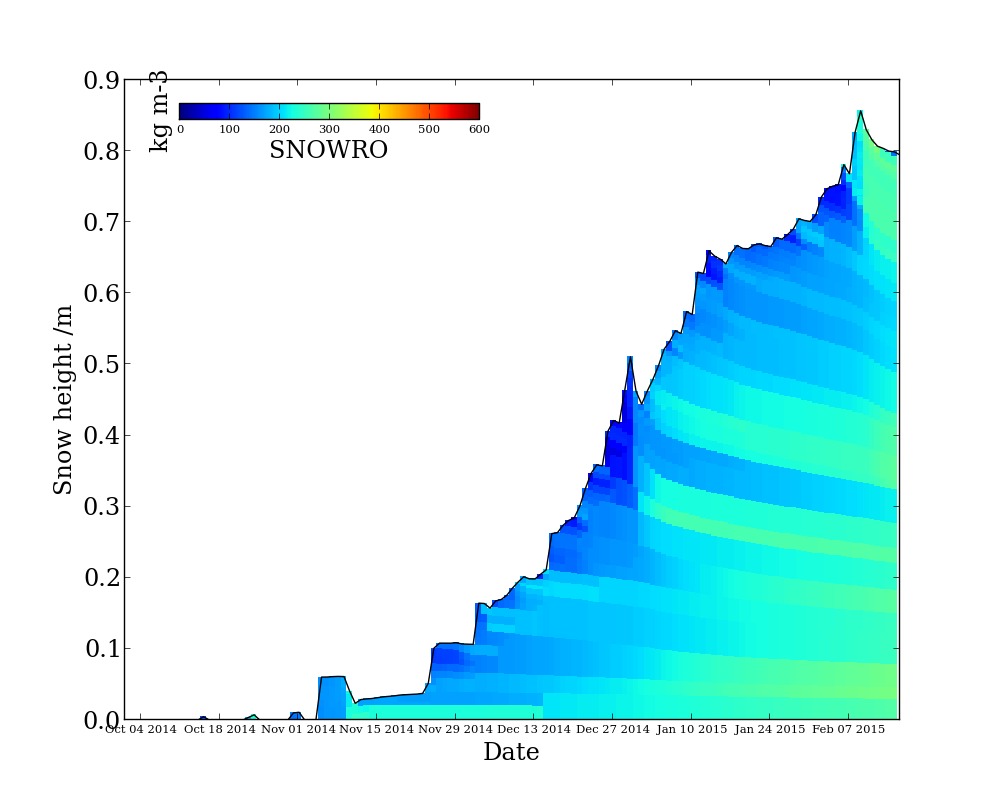 0.9
kg m-3
0 100 200 300 400 500 600
SNOWRO
0.8
0.7
0.6
0.5
0.4
0.3
0.2
0.1
0.0
Snow height /m
Oct 04 2014 Oct 18 2014 Nov 01 2014 Nov 15 2014 Nov 29 2014 Dec 13 2014 Dec 27 2014 Jan 10 2015 Jan 24 2015 Feb 07 2015
Date